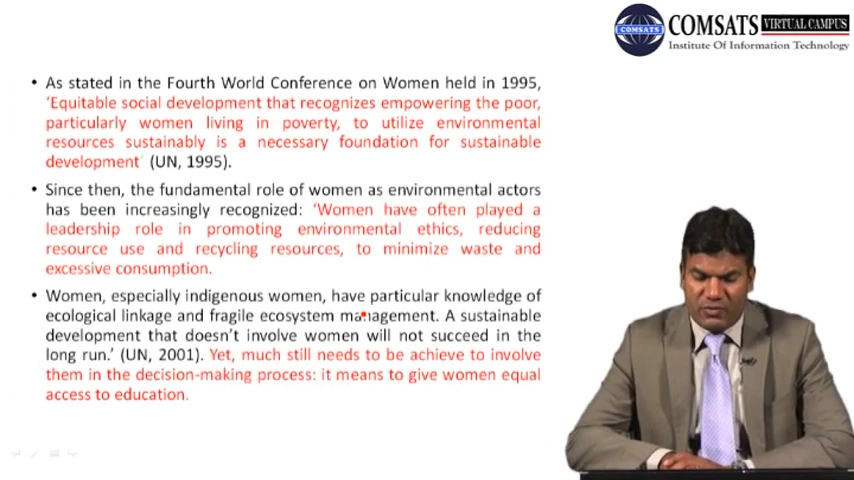 COMSATS VIRTUAL CAMPUS
COMSATS
Institute Of Information Technology
• As stated in the Fourth World Conference on Women held in 1995,
‘Equitable social development that recognizes empowering the poor,
particularly women living in poverty, to utilize environmental
resources sustainably is a necessary foundation for sustainable
development’ (UN, 1995).
• Since then, the fundamental role of women as environmental actors
has been increasingly recognized: ‘Women have often played a
leadership role in promoting environmental ethics, reducing
resource use and recycling resources, to minimize waste and
excessive consumption.
• Women, especially indigenous women, have particular knowledge of
ecological linkage and fragile ecosystem management. A sustainable
development that doesn’t involve women will not succeed in the
long run.’ (UN, 2001). Yet, much still needs to be achieve to involve
them in the decision-making process: it means to give women equal
access to education.